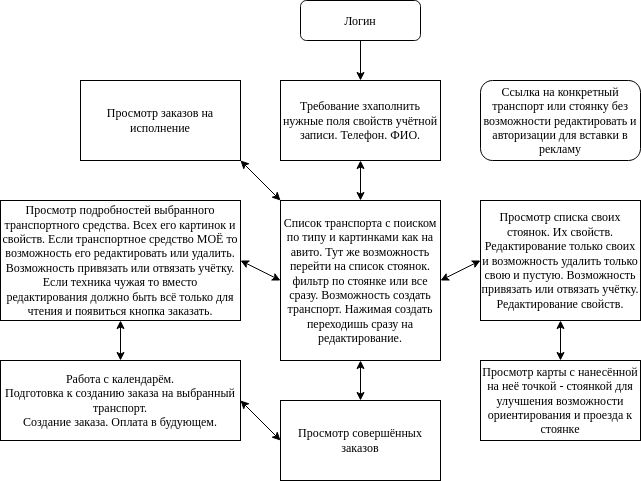 Логин
Просмотр заказов на
исполнение
Требование зхаполнить
нужные поля свойств учётной
записи. Телефон. ФИО.
Ссылка на конкретный
транспорт или стоянку без
возможности редактировать и
авторизации для вставки в
рекламу
Просмотр подробностей выбранного
транспортного средства. Всех его картинок и
свойств. Если транспортное средство МОЁ то
возможность его редактировать или удалить.
Возможность привязать или отвязать учётку.
Если техника чужая то вместо
редактирования должно быть всё только для
чтения и появиться кнопка заказать.
Список транспорта с поиском
по типу и картинками как на
авито. Тут же возможность
перейти на список стоянок.
фильтр по стоянке или все
сразу. Возможность создать
транспорт. Нажимая создать
переходишь сразу на
редактирование.
Просмотр списка своих
стоянок. Их свойств.
Редактирование только своих
и возможность удалить только
свою и пустую. Возможность
привязать или отвязать учётку.
Редактирование свойств.
Работа с календарём.
Подготовка к созданию заказа на выбранный
транспорт.
Создание заказа. Оплата в будующем.
Просмотр совершённых
заказов
Просмотр карты с нанесённой
на неё точкой - стоянкой для
улучшения возможности
ориентирования и проезда к
стоянке